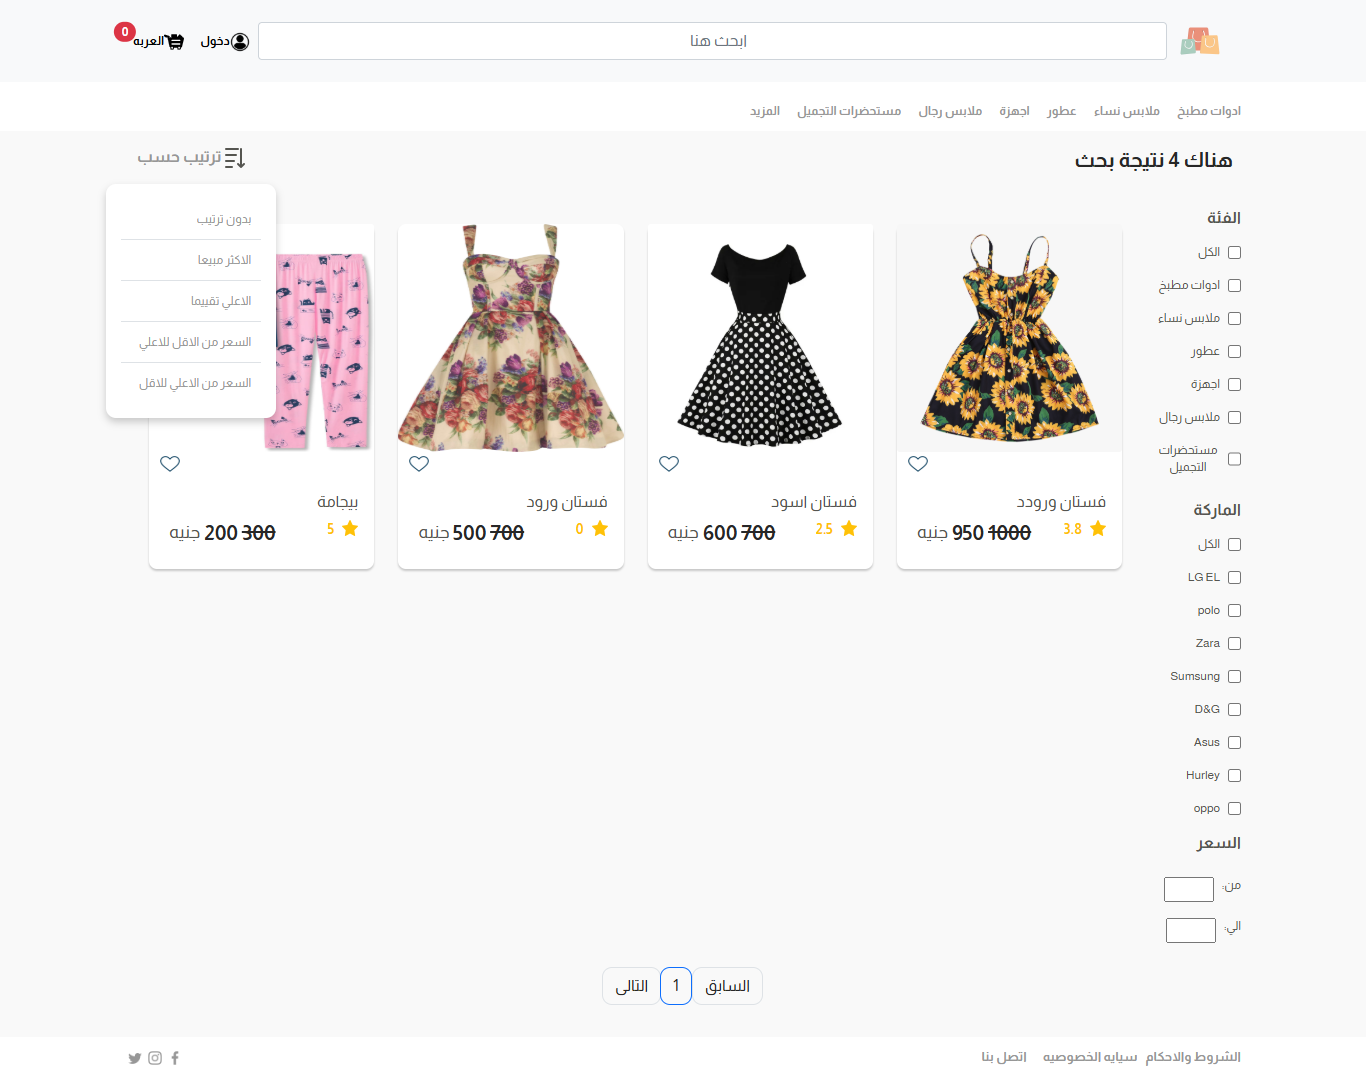 ابحث هنا
دخول
العربه
0
ادوات مطبخ ملابس نساء عطور اجهزة ملابس رجال مستحضرات التجميل المزيد
هناك 4 نتيجة بحث
ترتيب حسب
بدون ترتيب
الاكثر مبيعا
الاعلي تقييما
السعر من الاقل للاعلي
السعر من الاعلي للاقل
الفئة
الكل
ادوات مطبخ
ملابس نساء
عطور
اجهزة
ملابس رجال
مستحضرات
التجميل
الماركة
الكل
LG EL
polo
Zara
Sumsung
D&G
Asus
Hurley
oppo
السعر
من:
الي:
فستان ورودد
3.8
1000 950 جنيه
فستان اسود
2.5
700 600 جنيه
فستان ورود
0
700 500 جنيه
بيجامة
5
300 200 جنيه
السابق 1 التالى
الشروط والاحكام سيايه الخصوصيه اتصل بنا